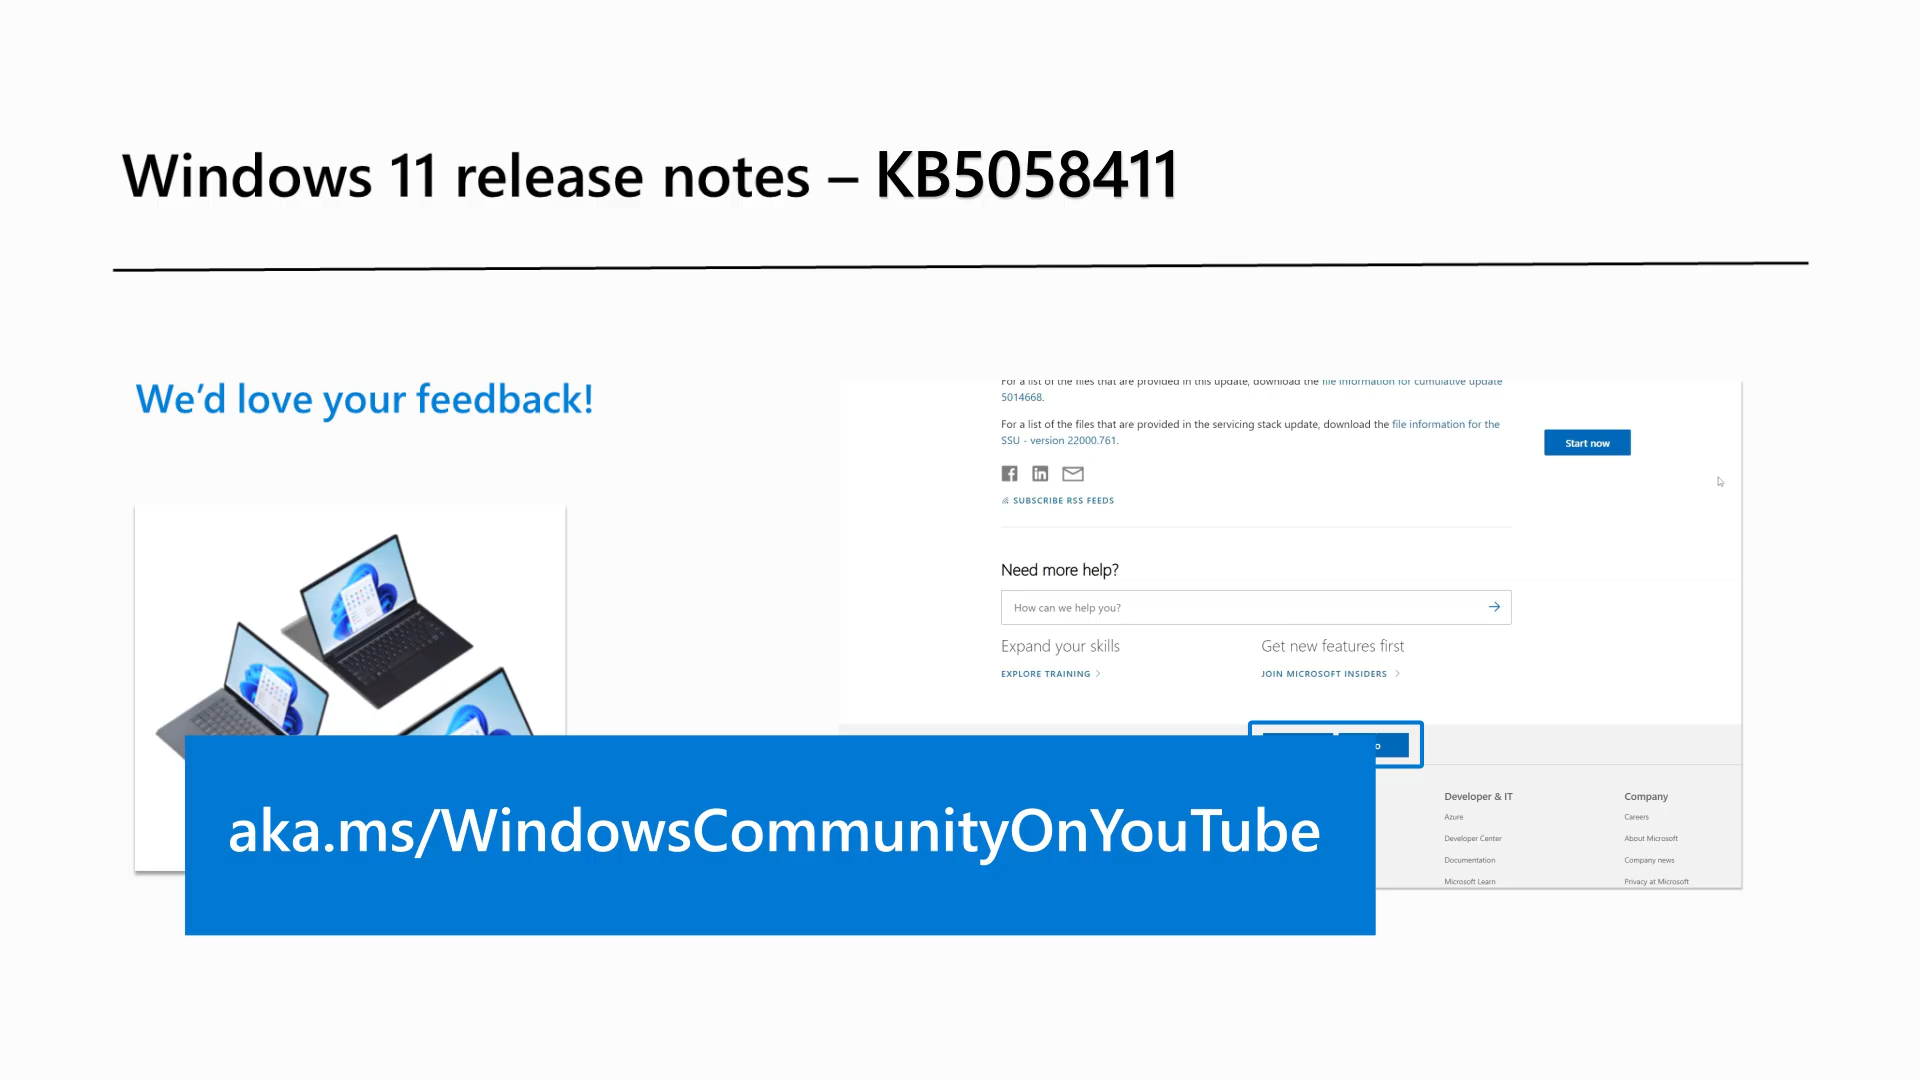 Windows 11 release notes – KB5058411
We'd love your feedback!
For a list of the files that are provided in this update, download the file information for cumulative update
5014668.
For a list of the files that are provided in the servicing stack update, download the file information for the
SSU - version 22000.761.
Start now
SUBSCRIBE RSS FEEDS
Need more help?
How can we help you?
Expand your skills
EXPLORE TRAINING
Get new features first
JOIN MICROSOFT INSIDERS
aka.ms/WindowsCommunityOnYouTube
Developer & IT
Azure
Developer Center
Documentation
Microsoft Learn
Company
Careers
About Microsoft
Company news
Privacy at Microsoft